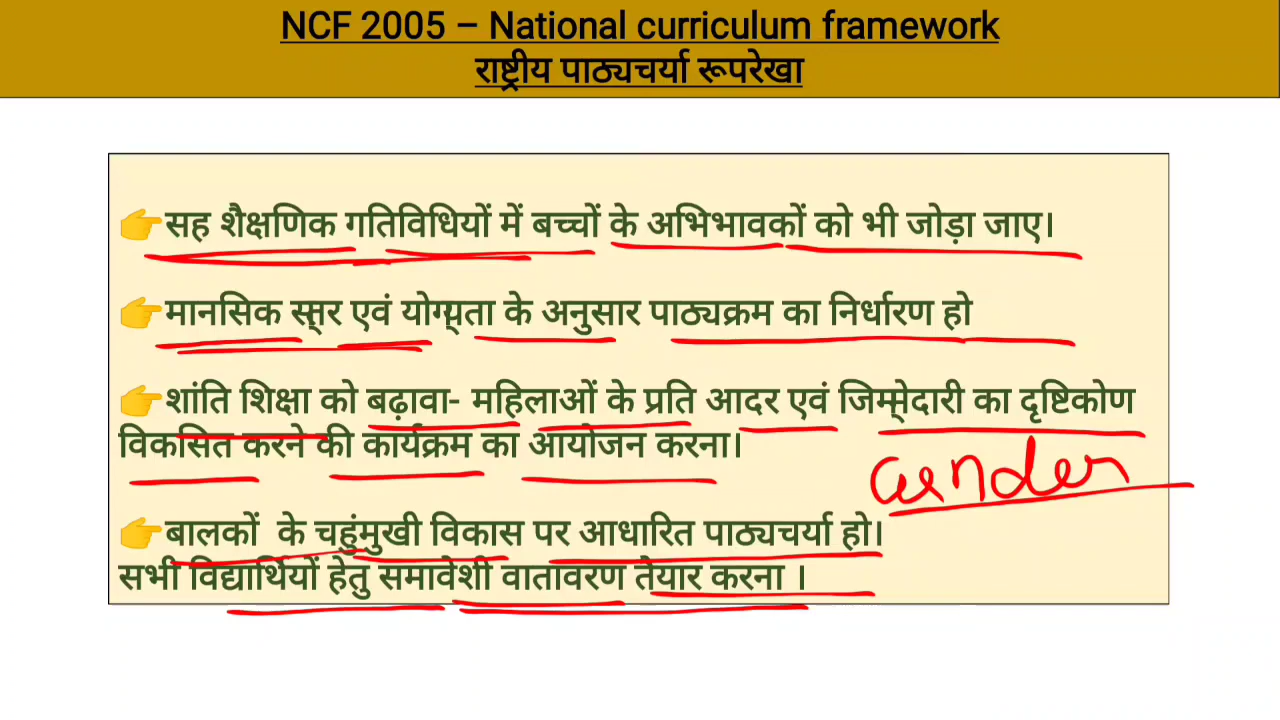 NCF 2005 – National curriculum framework
राष्ट्रीय पाठ्यचर्या रूपरेखा
👉सह शैक्षणिक गतिविधियों में बच्चों के अभिभावकों को भी जोड़ा जाए।
👉मानसिक स्तर एवं योग्यता के अनुसार पाठ्यक्रम का निर्धारण हो
👉शांति शिक्षा को बढ़ावा- महिलाओं के प्रति आदर एवं जिम्मेदारी का दृष्टिकोण
विकसित करने की कार्यक्रम का आयोजन करना।
Gender
👉बालकों के चहुंमुखी विकास पर आधारित पाठ्यचर्या हो।
सभी विद्यार्थियों हेतु समावेशी वातावरण तैयार करना ।